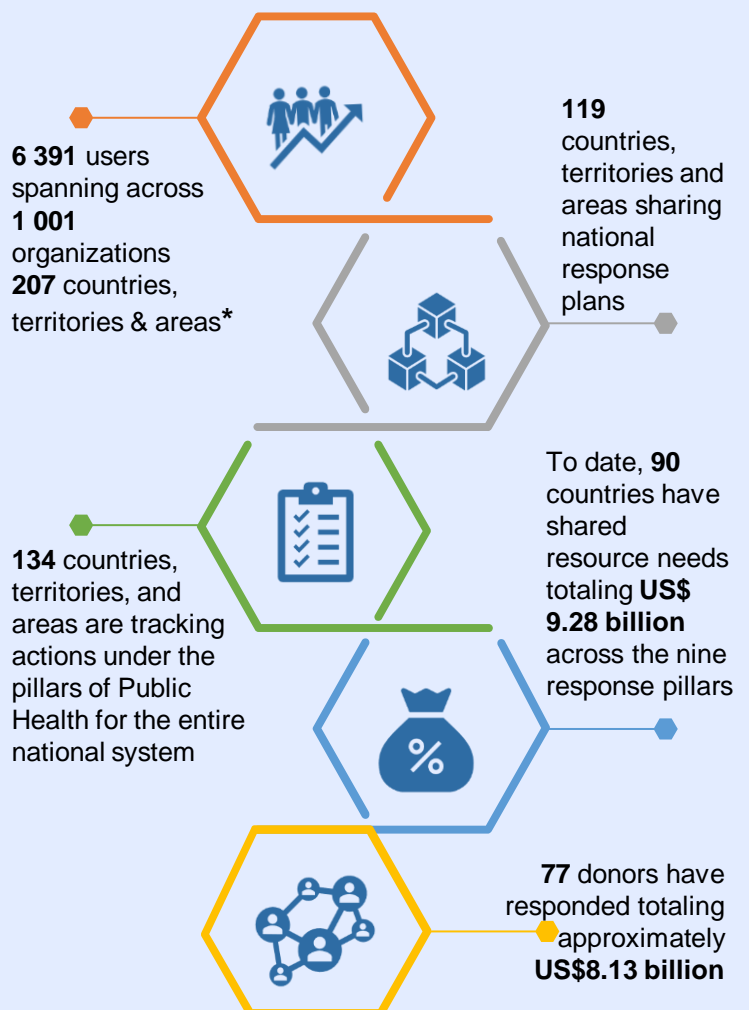 6 391 users
spanning across
1 001
organizations
207 countries,
territories & areas*
119
countries,
territories and
areas sharing
national
response
plans
134 countries,
territories, and
areas are tracking
actions under the
pillars of Public
Health for the entire
national system
To date, 90
countries have
shared
resource needs
totaling US$
9.28 billion
across the nine
response pillars
%
77 donors have
responded totaling
approximately
US$8.13 billion